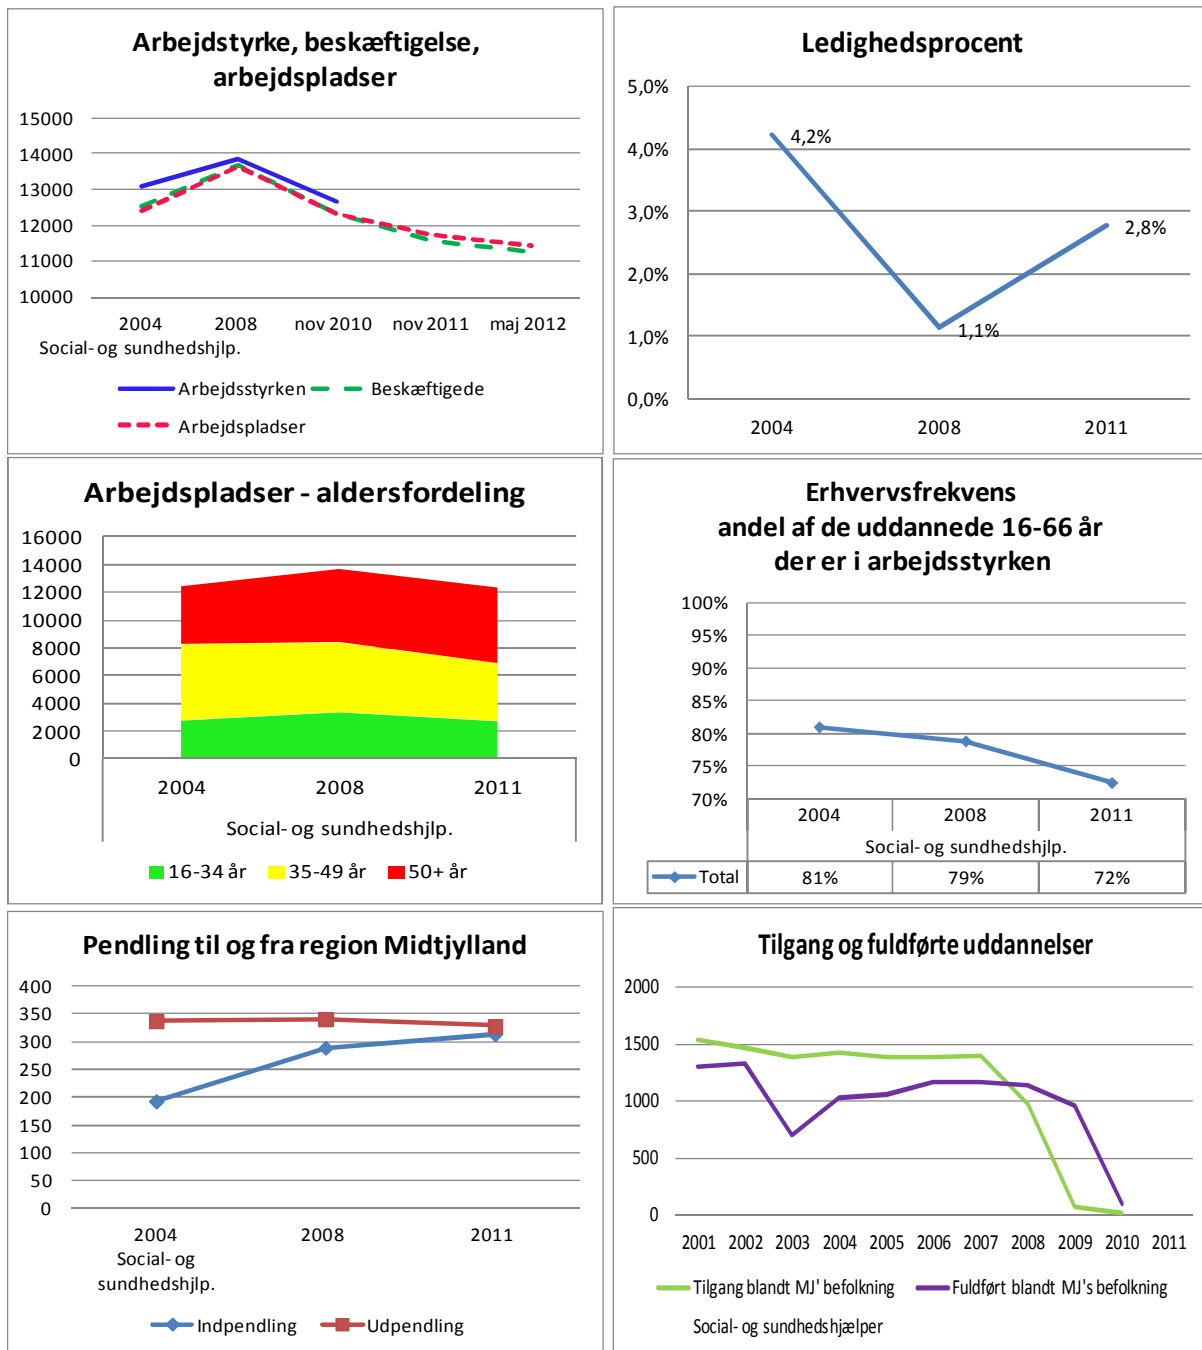 Arbejdstyrke, beskæftigelse,
arbejdspladser
15000
14000
13000
12000
11000
10000
2004 2008 nov 2010 nov 2011 maj 2012
Social- og sundhedshjlp.
Arbejdsstyrken Beskæftigede
Arbejdspladser
Ledighedsprocent
5,0%
4,0%
3,0%
2,0%
1,0%
0,0%
4,2%
1,1%
2,8%
2004 2008 2011
Arbejdspladser - aldersfordeling
16000
14000
12000
10000
8000
6000
4000
2000
0
2004 2008 2011
Social- og sundhedshjlp.
16-34 år 35-49 år 50+ år
Erhvervsfrekvens
andel af de uddannede 16-66 år
der er i arbejdsstyrken
100%
95%
90%
85%
80%
75%
70%
2004 2008 2011
Social- og sundhedshjlp.
Total 81% 79% 72%
Pendling til og fra region Midtjylland
400
350
300
250
200
150
100
50
0
2004 2008 2011
Social- og
sundhedshjlp.
Indpendling Udpendling
Tilgang og fuldførte uddannelser
2000
1500
1000
500
0
2001 2002 2003 2004 2005 2006 2007 2008 2009 2010 2011
Tilgang blandt MJ' befolkning Fuldført blandt MJ's befolkning
Social- og sundhedshjælper